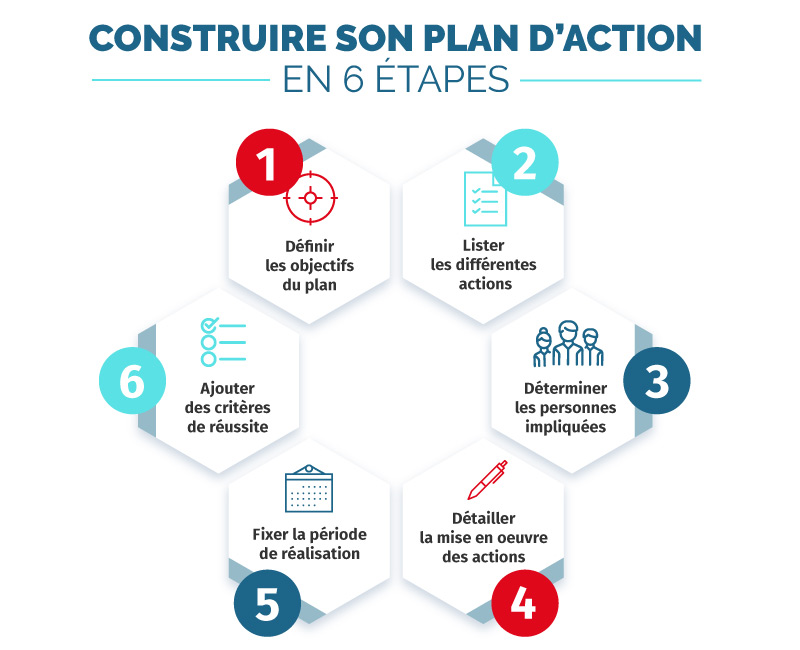 CONSTRUIRE SON PLAN D’ACTION
EN 6 ÉTAPES
1
Définir
les objectifs
du plan
2
Lister
les différentes
actions
3
Déterminer
les personnes
impliquées
4
Détailler
la mise en oeuvre
des actions
5
Fixer la période
de réalisation
6
Ajouter
des critères
de réussite